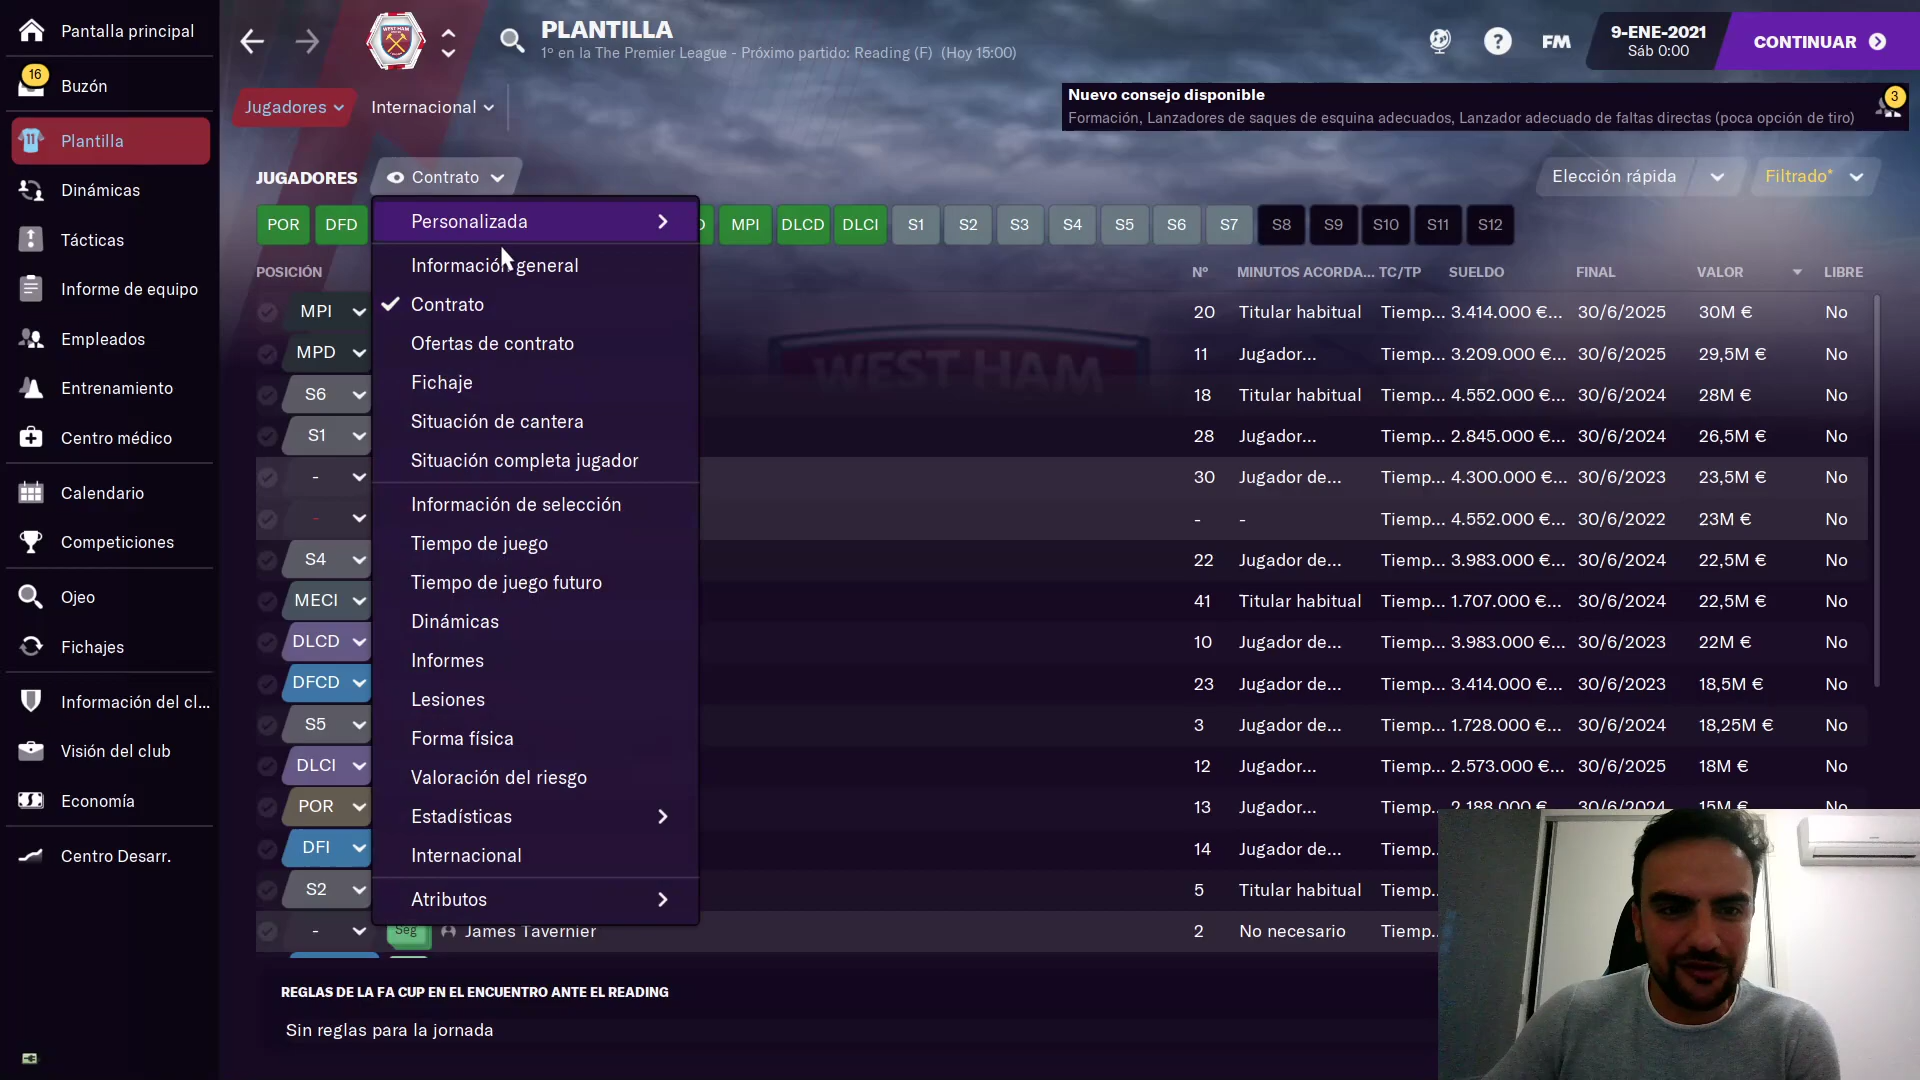 Pantalla principal
16
Buzón
11
Plantilla
Dinámicas
Tácticas
Informe de equipo
Empleados
Entrenamiento
Centro médico
Calendario
Competiciones
Ojeo
Fichajes
Información del cl...
Visión del club
Economía
Centro Desarr.
WEST HAM
PLANTILLA
1º en la The Premier League - Próximo partido: Reading (F) (Hoy 15:00)
?
FM
9-ENE-2021
Sáb 0:00
CONTINUAR
Jugadores
Internacional
Nuevo consejo disponible
3
Formación, Lanzadores de saques de esquina adecuados, Lanzador adecuado de faltas directas (poca opción de tiro)
JUGADORES
Contrato
Elección rápida
Filtrado*
POR DFD MPI DLCD DLCI S1 S2 S3 S4 S5 S6 S7 S8 S9 S10 S11 S12
Personalizada
Información general
Contrato
Ofertas de contrato
Fichaje
Situación de cantera
Situación completa jugador
Información de selección
Tiempo de juego
Tiempo de juego futuro
Dinámicas
Informes
Lesiones
Forma física
Valoración del riesgo
Estadísticas
Internacional
Atributos
WEST HAM
POSICIÓN Nº MINUTOS ACORDA... TC/TP SUELDO FINAL VALOR LIBRE
MPI 20 Titular habitual Tiemp... 3.414.000 €... 30/6/2025 30M € No
MPD 11 Jugador... Tiemp... 3.209.000 €... 30/6/2025 29,5M € No
S6 18 Titular habitual Tiemp... 4.552.000 €... 30/6/2024 28M € No
S1 28 Jugador... Tiemp... 2.845.000 €... 30/6/2024 26,5M € No
- 30 Jugador de... Tiemp... 4.300.000 €... 30/6/2023 23,5M € No
- - - Tiemp... 4.552.000 €... 30/6/2022 23M € No
S4 22 Jugador de... Tiemp... 3.983.000 €... 30/6/2024 22,5M € No
MECI 41 Titular habitual Tiemp... 1.707.000 €... 30/6/2024 22,5M € No
DLCD 10 Jugador de... Tiemp... 3.983.000 €... 30/6/2023 22M € No
DFCD 23 Jugador de... Tiemp... 3.414.000 €... 30/6/2023 18,5M € No
S5 3 Jugador de... Tiemp... 1.728.000 €... 30/6/2024 18,25M € No
DLCI 12 Jugador... Tiemp... 2.573.000 €... 30/6/2025 18M € No
POR 13 Jugador... Tiemp... 2.188.000 €... 30/6/2024 15M € No
DFI 14 Jugador de... Tiemp..
S2 5 Titular habitual Tiemp..
- Seg James Tavernier 2 No necesario Tiemp..
REGLAS DE LA FA CUP EN EL ENCUENTRO ANTE EL READING
Sin reglas para la jornada